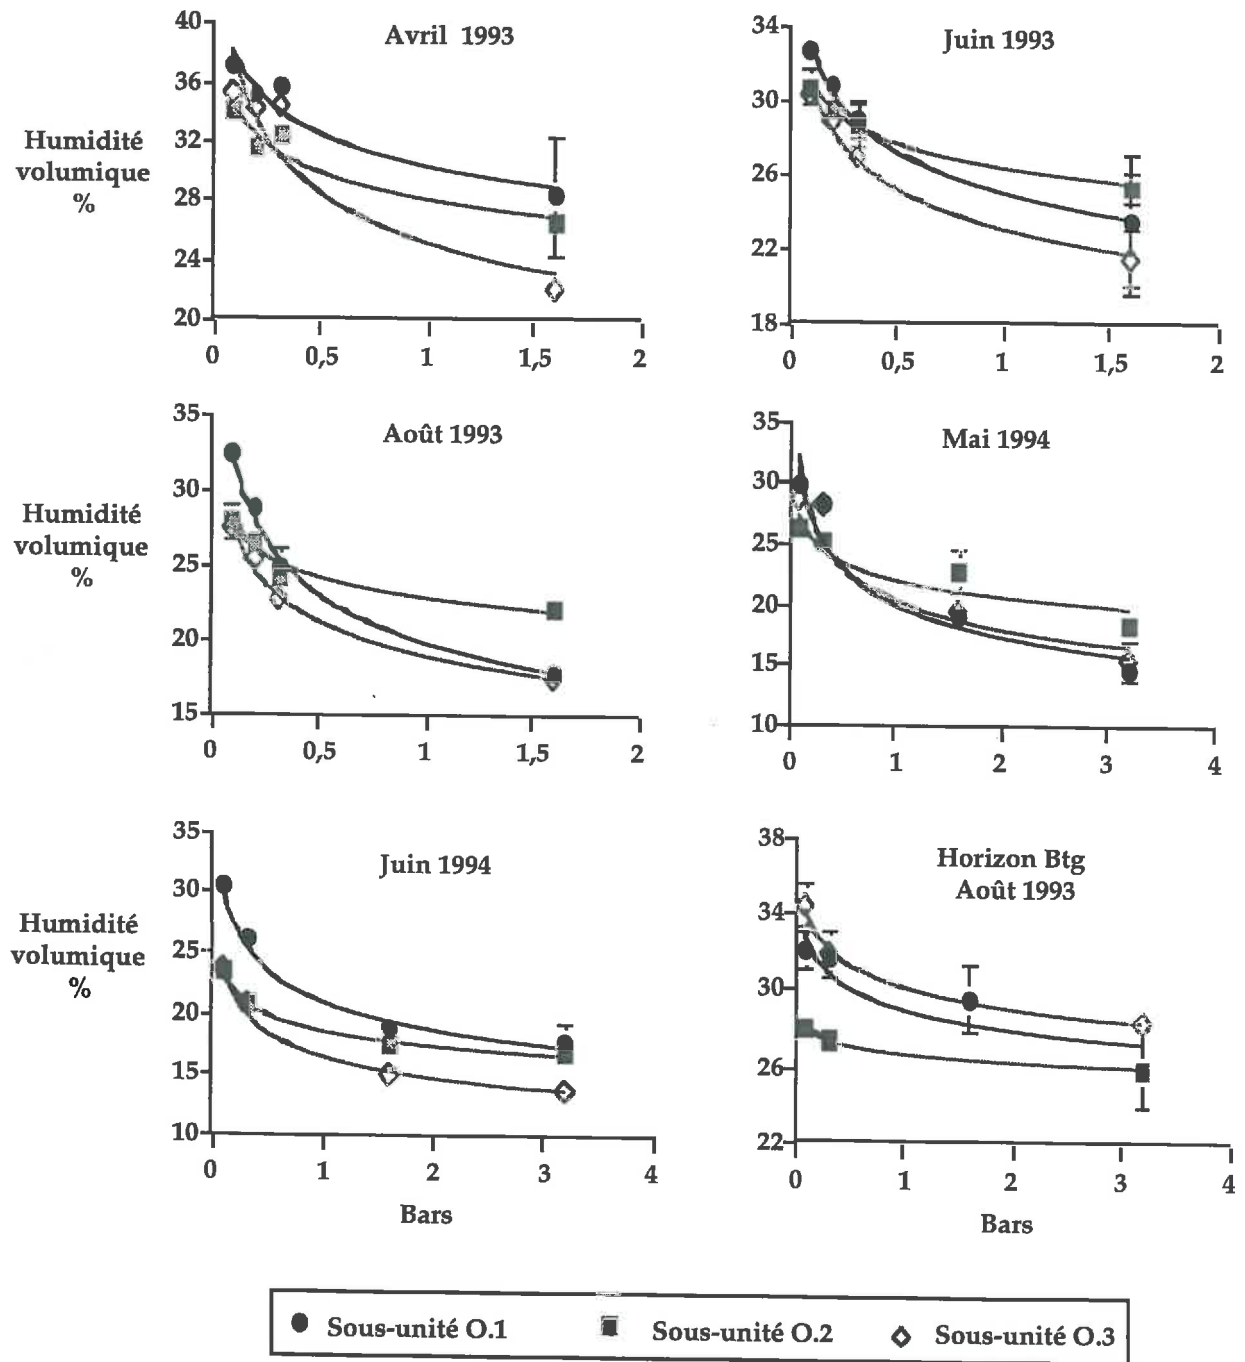 Avril 1993
Humidité
volumique
%
40
36
32
28
24
20
0 0,5 1 1,5 2
Juin 1993
34
30
26
22
18
0 0,5 1 1,5 2
Août 1993
Humidité
volumique
%
35
30
25
20
15
0 0,5 1 1,5 2
Mai 1994
35
30
25
20
15
10
0 1 2 3 4
Juin 1994
Humidité
volumique
%
35
30
25
20
15
10
0 1 2 3 4
Bars
Horizon Btg
Août 1993
38
34
30
26
22
0 1 2 3 4
Bars
Sous-unité O.1 Sous-unité O.2 Sous-unité O.3